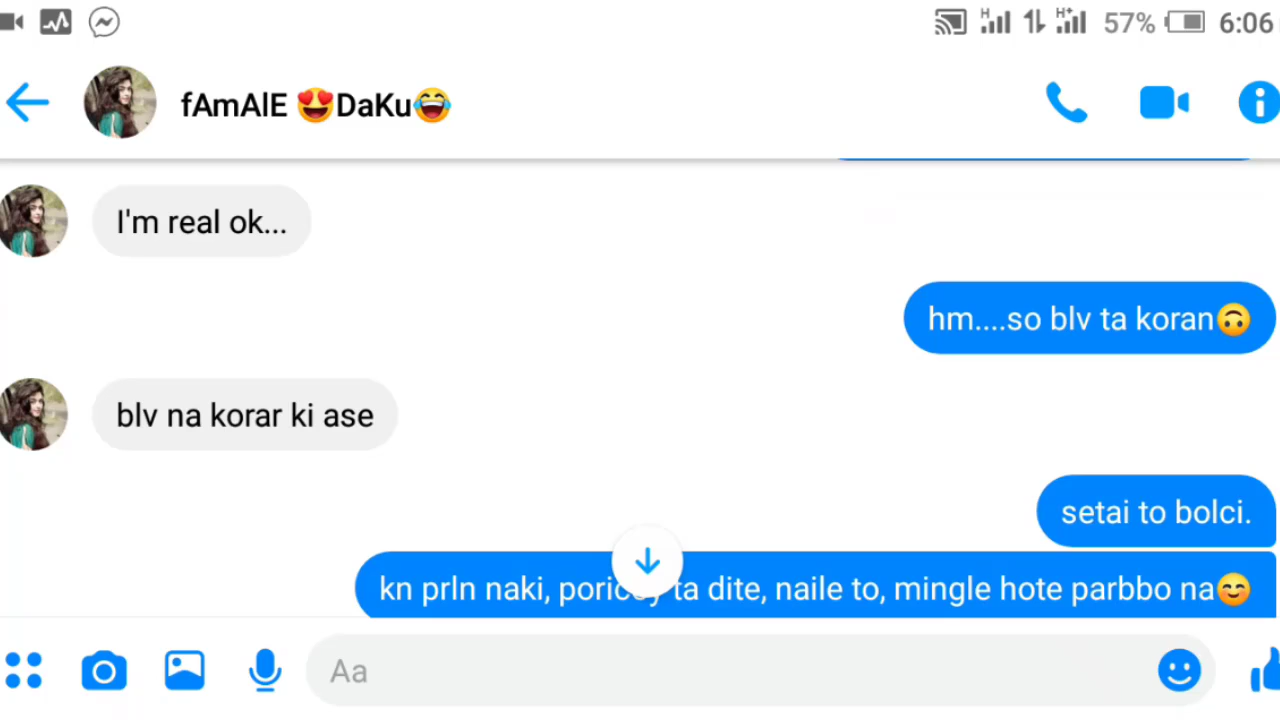 H H+ 57% 6:06
fAmAlE 😍DaKu😂
I'm real ok...
hm....so blv ta koran🙃
blv na korar ki ase
setai to bolci.
kn prln naki, ta dite, naile to, mingle hote parbbo na😊
Aa